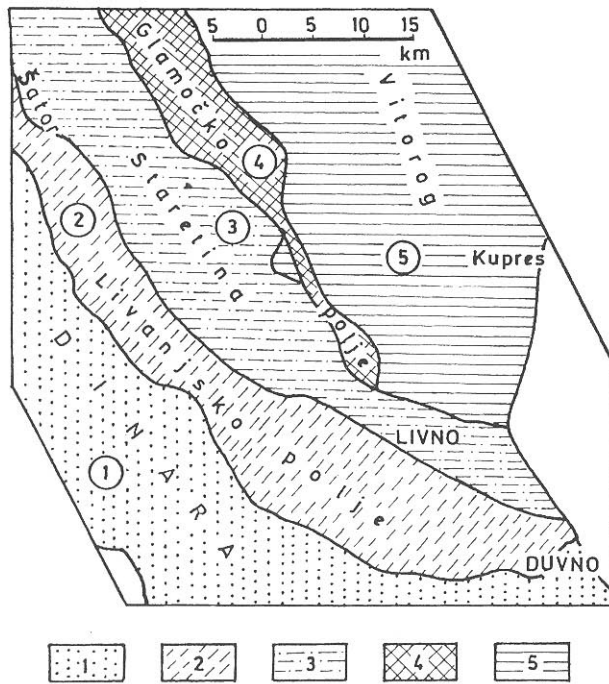 5 0 5 10 15
km
Glamočko
Vitorog
Šator
4
2
Staretina
3
5
Kupres
Livanjsko polje
polje
DINARA
LIVNO
1
DUVNO
1 2 3 4 5